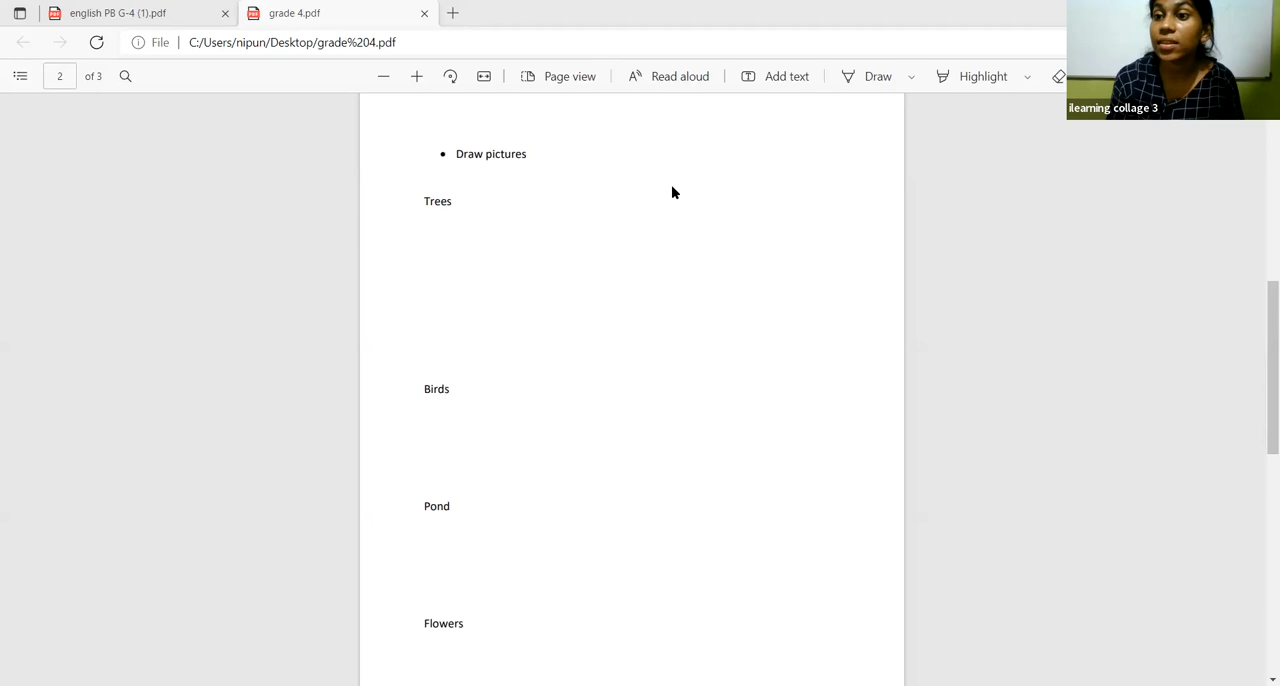 english PB G-4 (1).pdf
grade 4.pdf
File
C:/Users/nipun/Desktop/grade%204.pdf
2 of 3
Page view
Read aloud
Add text
Draw
Highlight
ilearning collage 3
• Draw pictures
Trees
Birds
Pond
Flowers